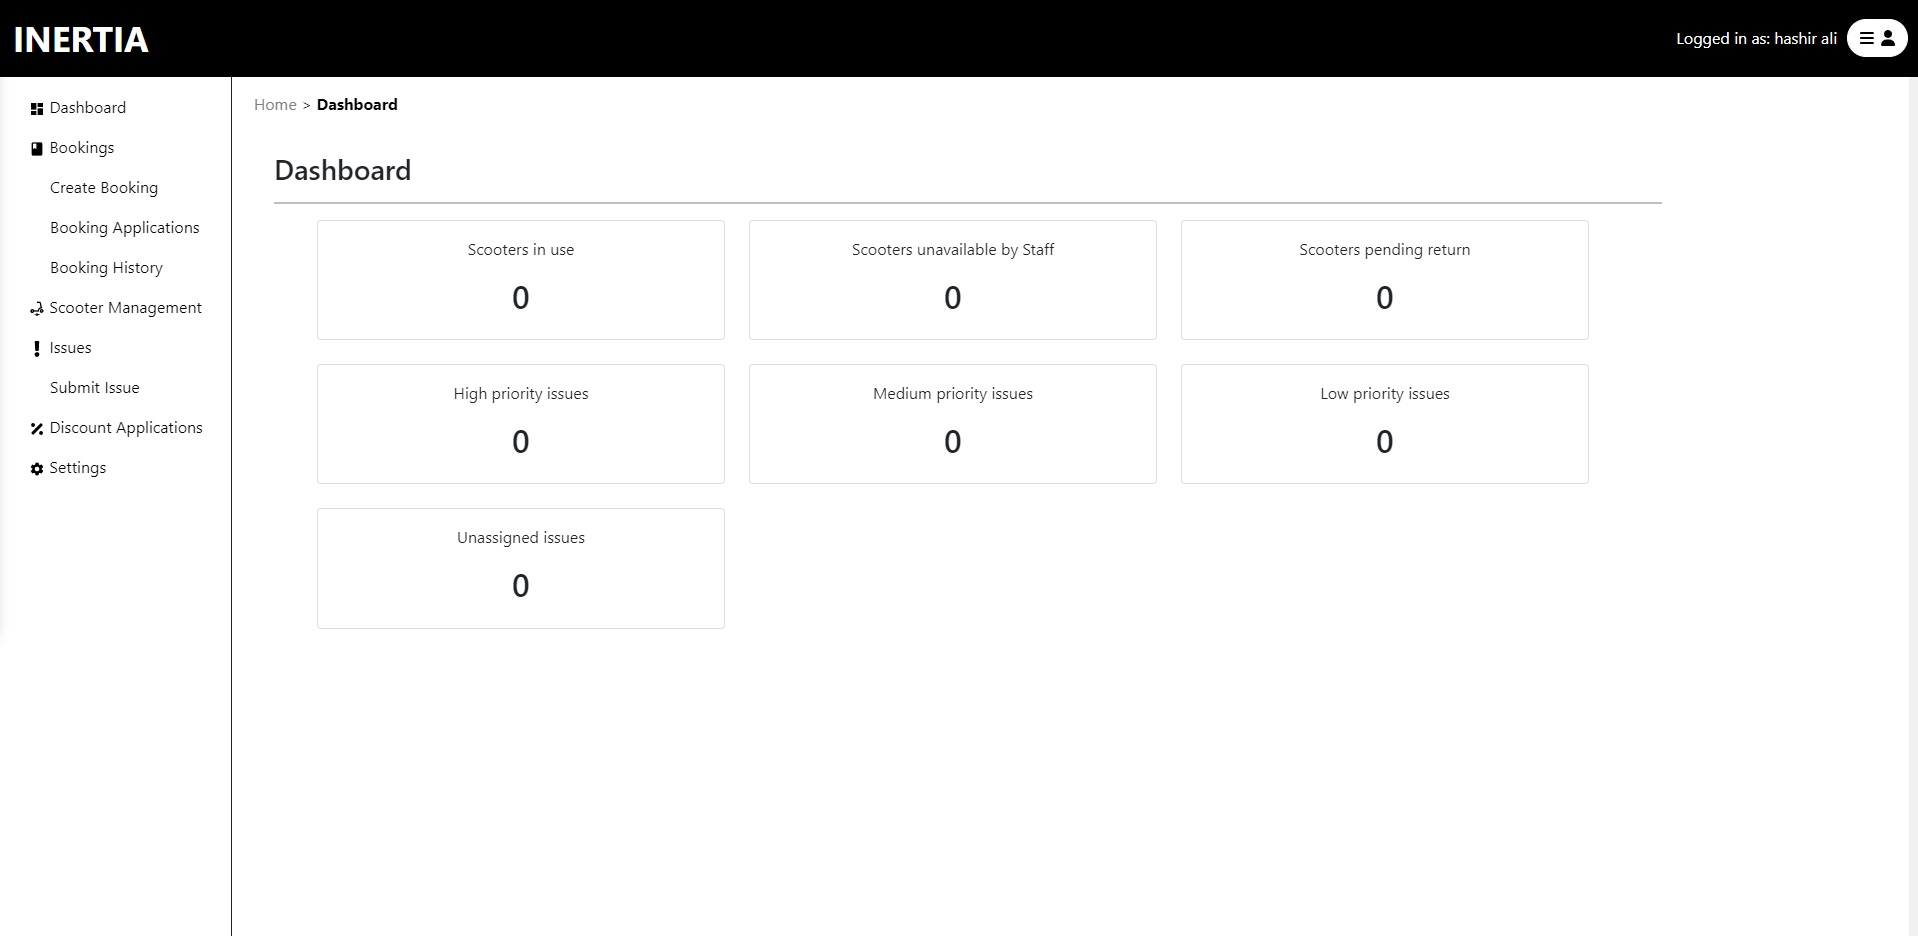 INERTIA
Logged in as: hashir ali
Dashboard
Bookings
Create Booking
Booking Applications
Booking History
Scooter Management
Issues
Submit Issue
Discount Applications
Settings
Home > Dashboard
Dashboard
Scooters in use
0
Scooters unavailable by Staff
0
Scooters pending return
0
High priority issues
0
Medium priority issues
0
Low priority issues
0
Unassigned issues
0